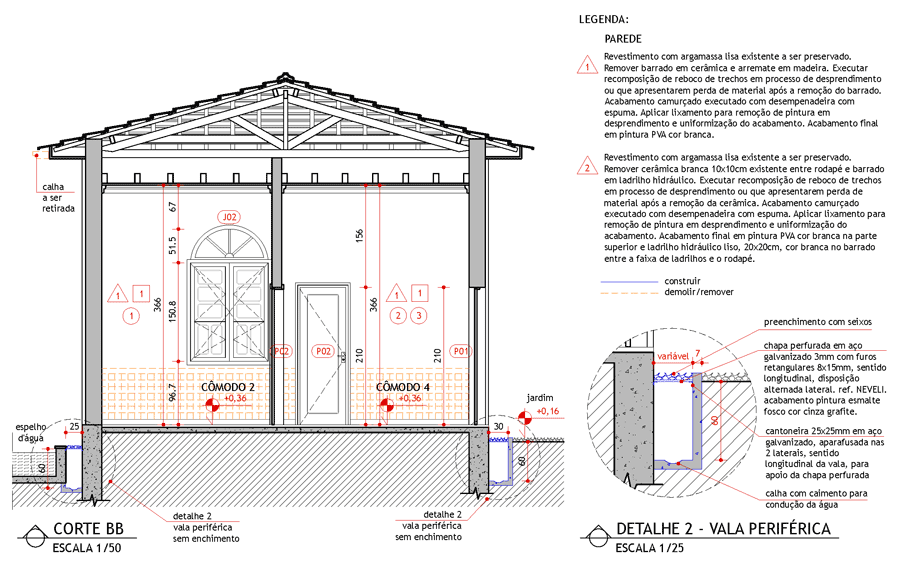 LEGENDA:
PAREDE
1
Revestimento com argamassa lisa existente a ser preservado.
Remover barrado em cerâmica e arremate em madeira. Executar
recomposição de reboco de trechos em processo de desprendimento
ou que apresentarem perda de material após a remoção do barrado.
Acabamento camurçado executado com desempenadeira com
espuma. Aplicar lixamento para remoção de pintura em
desprendimento e uniformização do acabamento. Acabamento final
em pintura PVA cor branca.
2
Revestimento com argamassa lisa existente a ser preservado.
Remover cerâmica branca 10x10cm existente entre rodapé e barrado
em ladrilho hidráulico. Executar recomposição de reboco de trechos
em processo de desprendimento ou que apresentarem perda de
material após a remoção da cerâmica. Acabamento camurçado
executado com desempenadeira com espuma. Aplicar lixamento para
remoção de pintura em desprendimento e uniformização do
acabamento. Acabamento final em pintura PVA cor branca na parte
superior e ladrilho hidráulico liso, 20x20cm, cor branca no barrado
entre a faixa de ladrilhos e o rodapé.
construir
demolir/remover
calha
a ser
retirada
67
51.5
150.8
96.7
366
J02
156
210
366
210
1
1
1
1
1
2
3
P02
P02
P01
CÔMODO 2
+0,36
CÔMODO 4
+0,36
jardim
+0,16
espelho
d'água
25
60
30
60
detalhe 2
vala periférica
sem enchimento
detalhe 2
vala periférica
sem enchimento
CORTE BB
ESCALA 1/50
variável
7
60
preenchimento com seixos
chapa perfurada em aço
galvanizado 3mm com furos
retangulares 8x15mm, sentido
longitudinal, disposição
alternada lateral. ref. NEVELI.
acabamento pintura esmalte
fosco cor cinza grafite.
cantoneira 25x25mm em aço
galvanizado, aparafusada nas
2 laterais, sentido
longitudinal da vala, para
apoio da chapa perfurada
calha com caimento para
condução da água
DETALHE 2 - VALA PERIFÉRICA
ESCALA 1/25